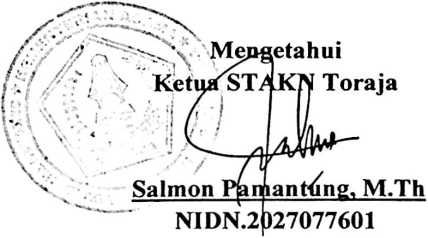 Mengetahui
Ketua STAKN Toraja
Salmon Pamantung, M.Th
NIDN.2027077601